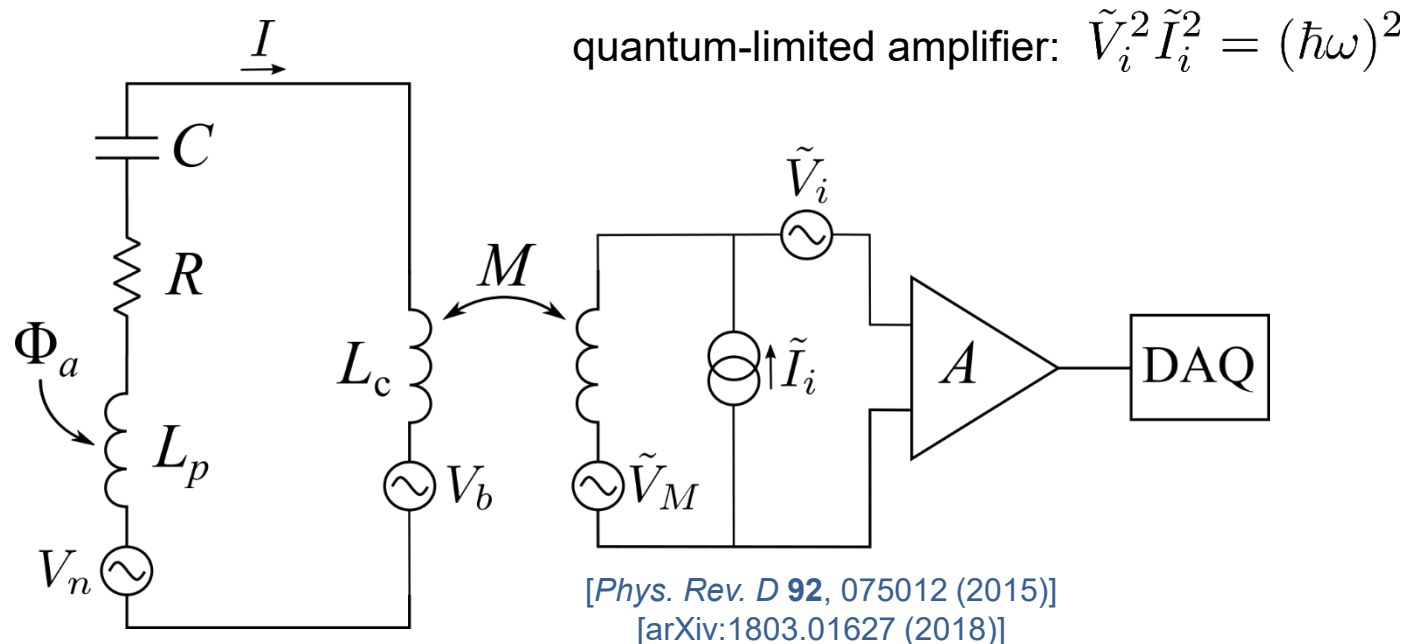 quantum-limited amplifier: Ṽ_i^2 Ĩ_i^2 = (ħω)^2
I
C
R
Φ_a
L_p
V_n
L_c
V_b
M
Ṽ_M
Ĩ_i
Ṽ_i
A
DAQ
[Phys. Rev. D 92, 075012 (2015)]
[arXiv:1803.01627 (2018)]